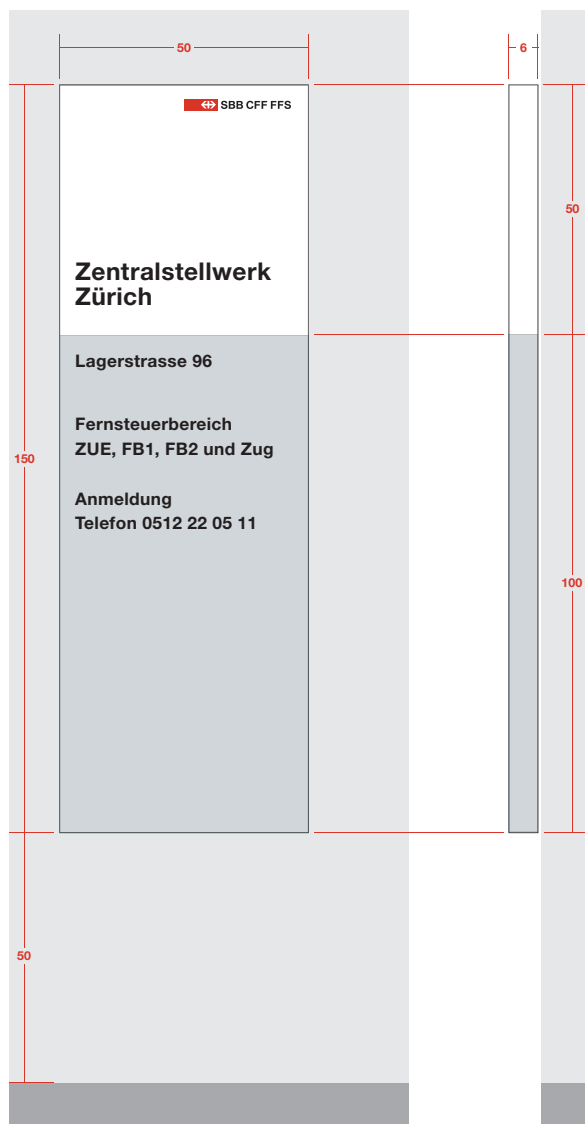 50
6
SBB CFF FFS
50
Zentralstellwerk
Zürich
Lagerstrasse 96
Fernsteuerbereich
ZUE, FB1, FB2 und Zug
150
Anmeldung
Telefon 0512 22 05 11
100
50